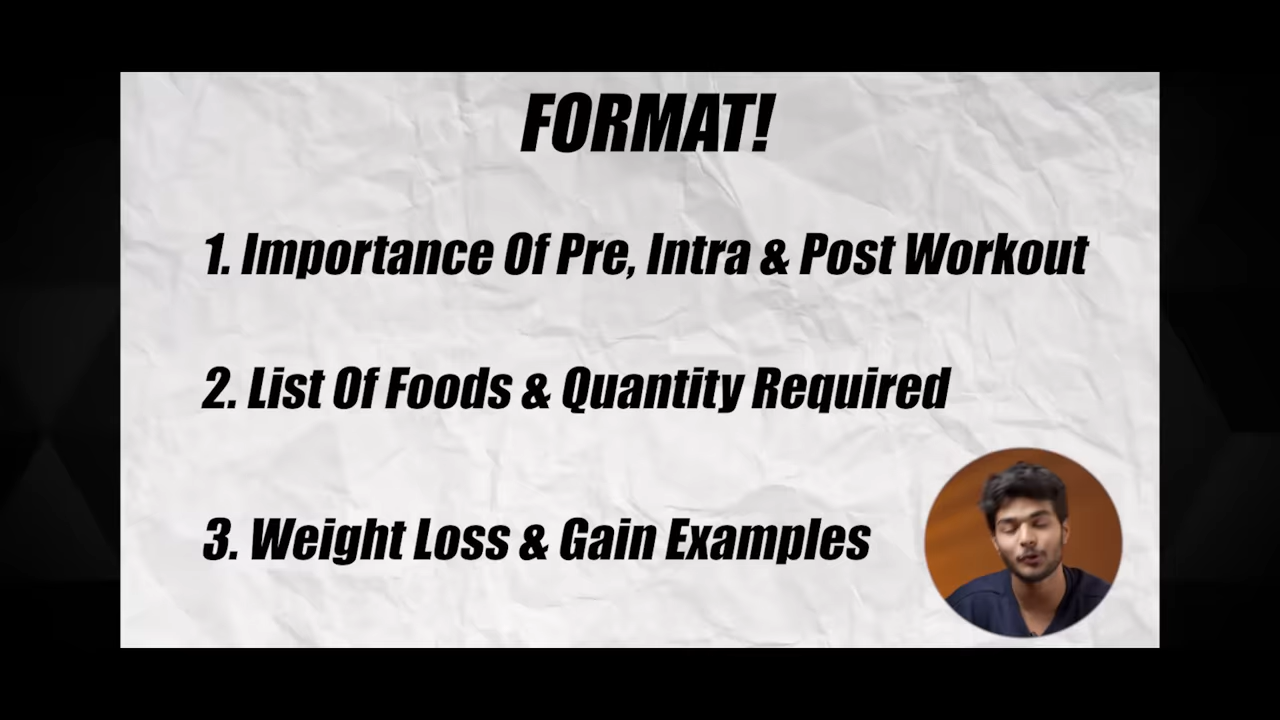 FORMAT!
1. Importance Of Pre, Intra & Post Workout
2. List Of Foods & Quantity Required
3. Weight Loss & Gain Examples